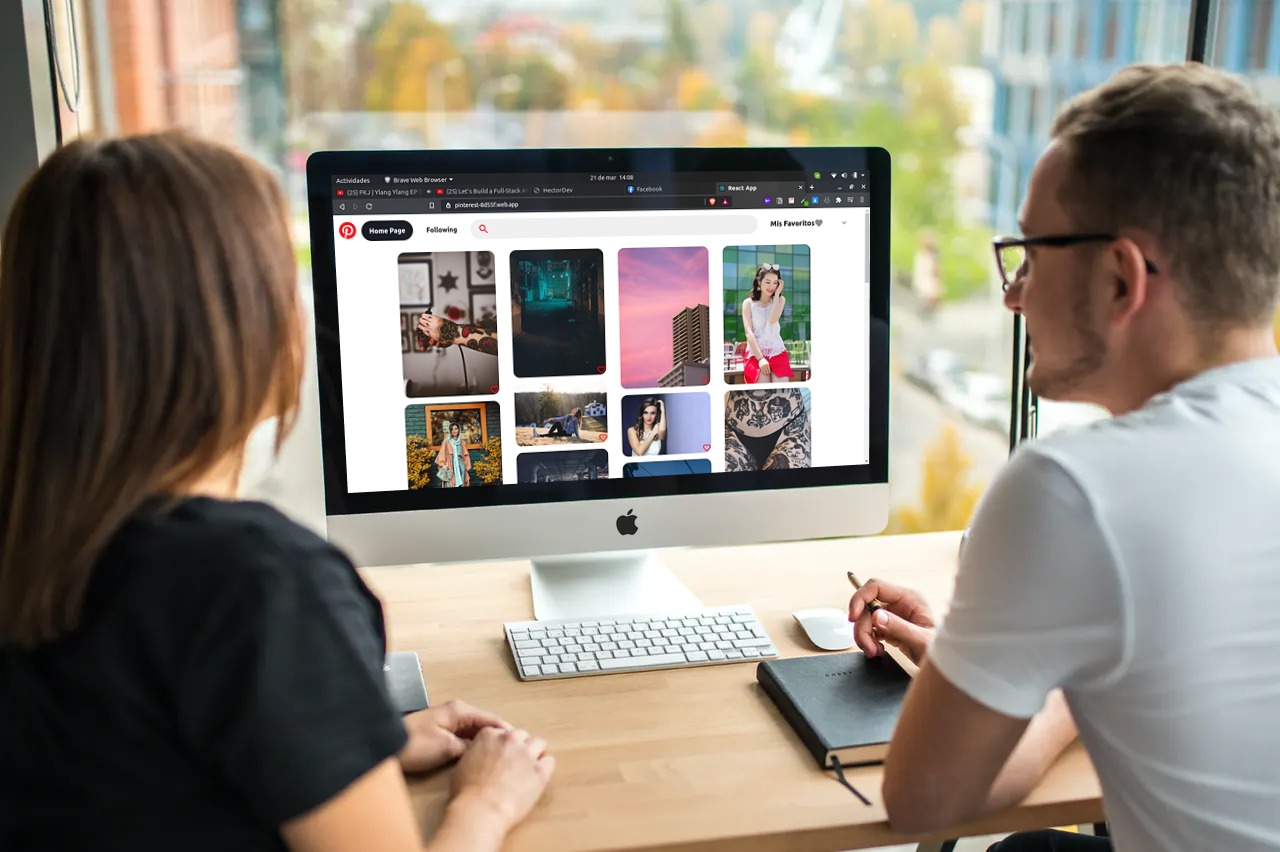 Actividades Brave Web Browser 21 de mar 14:08
(25) FKJ | Ylang Ylang EP (25) Let's Build a Full-Stack HectorDev Facebook React App
pinterest-8d55f.web.app
Home Page Following Mis Favoritos